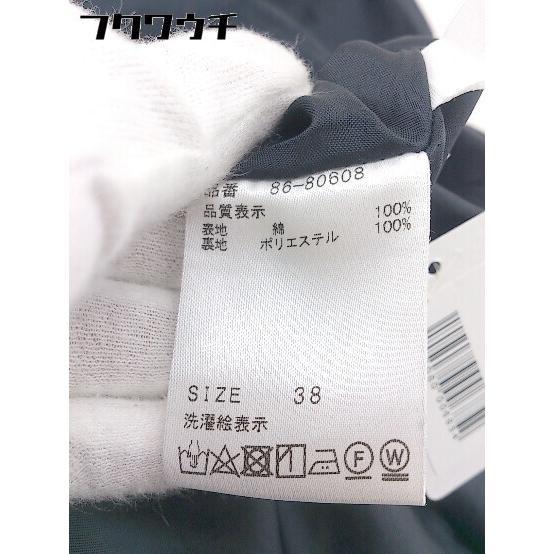 フクワウチ
品番 86-80608
品質表示
表地 綿 100%
裏地 ポリエステル 100%
SIZE 38
洗濯絵表示
F W